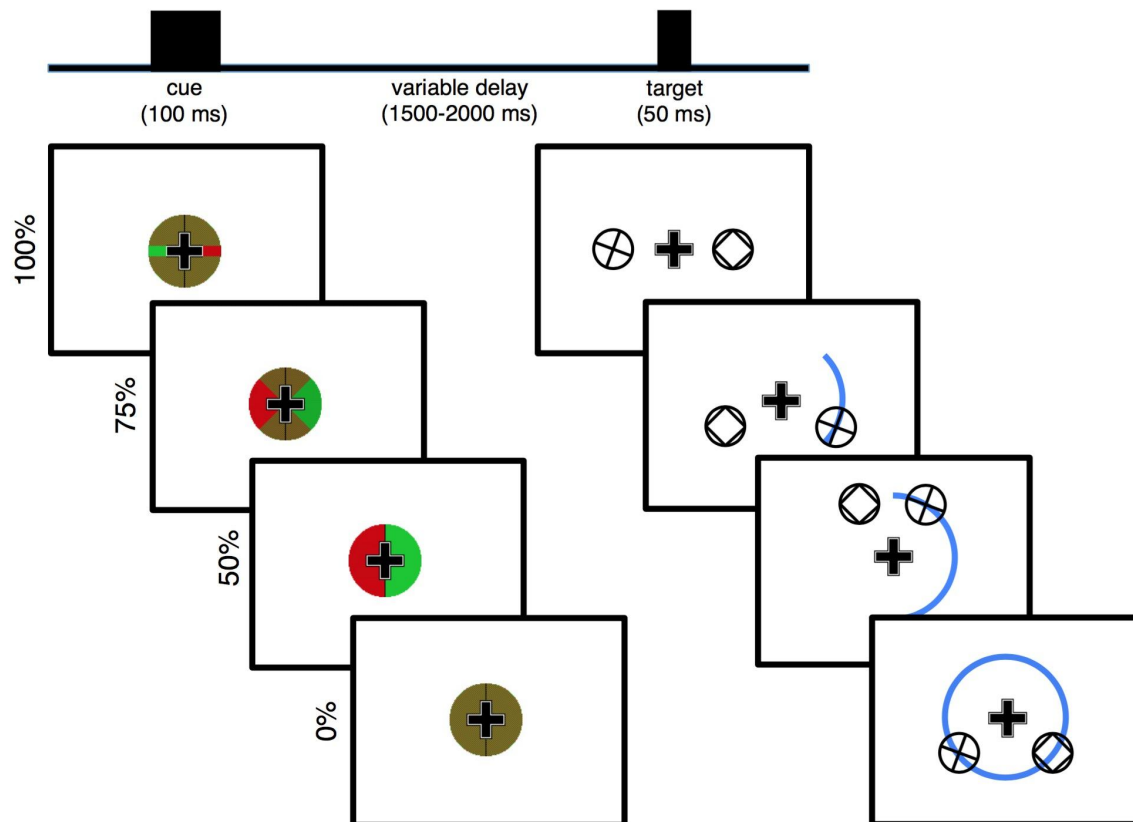 cue
(100 ms)
variable delay
(1500-2000 ms)
target
(50 ms)
100%
75%
50%
0%